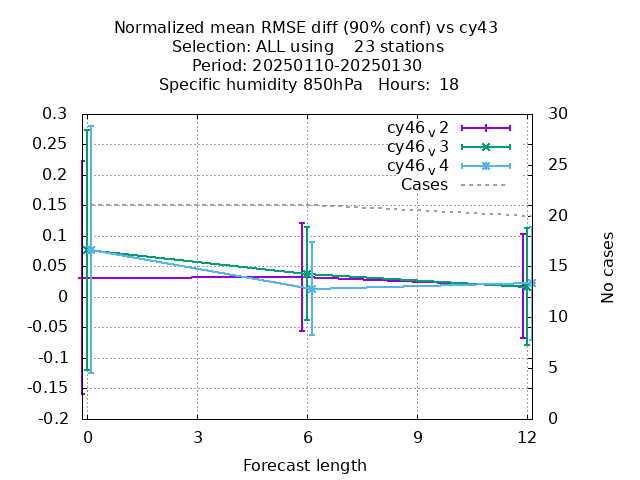 Normalized mean RMSE diff (90% conf) vs cy43
Selection: ALL using    23 stations
Period: 20250110-20250130
Specific humidity 850hPa   Hours:  18
0.3
0.25
0.2
0.15
0.1
0.05
0
-0.05
-0.1
-0.15
-0.2
30
25
20
15
10
5
0
cy46v2
cy46v3
cy46v4
Cases
No cases
0 3 6 9 12
Forecast length